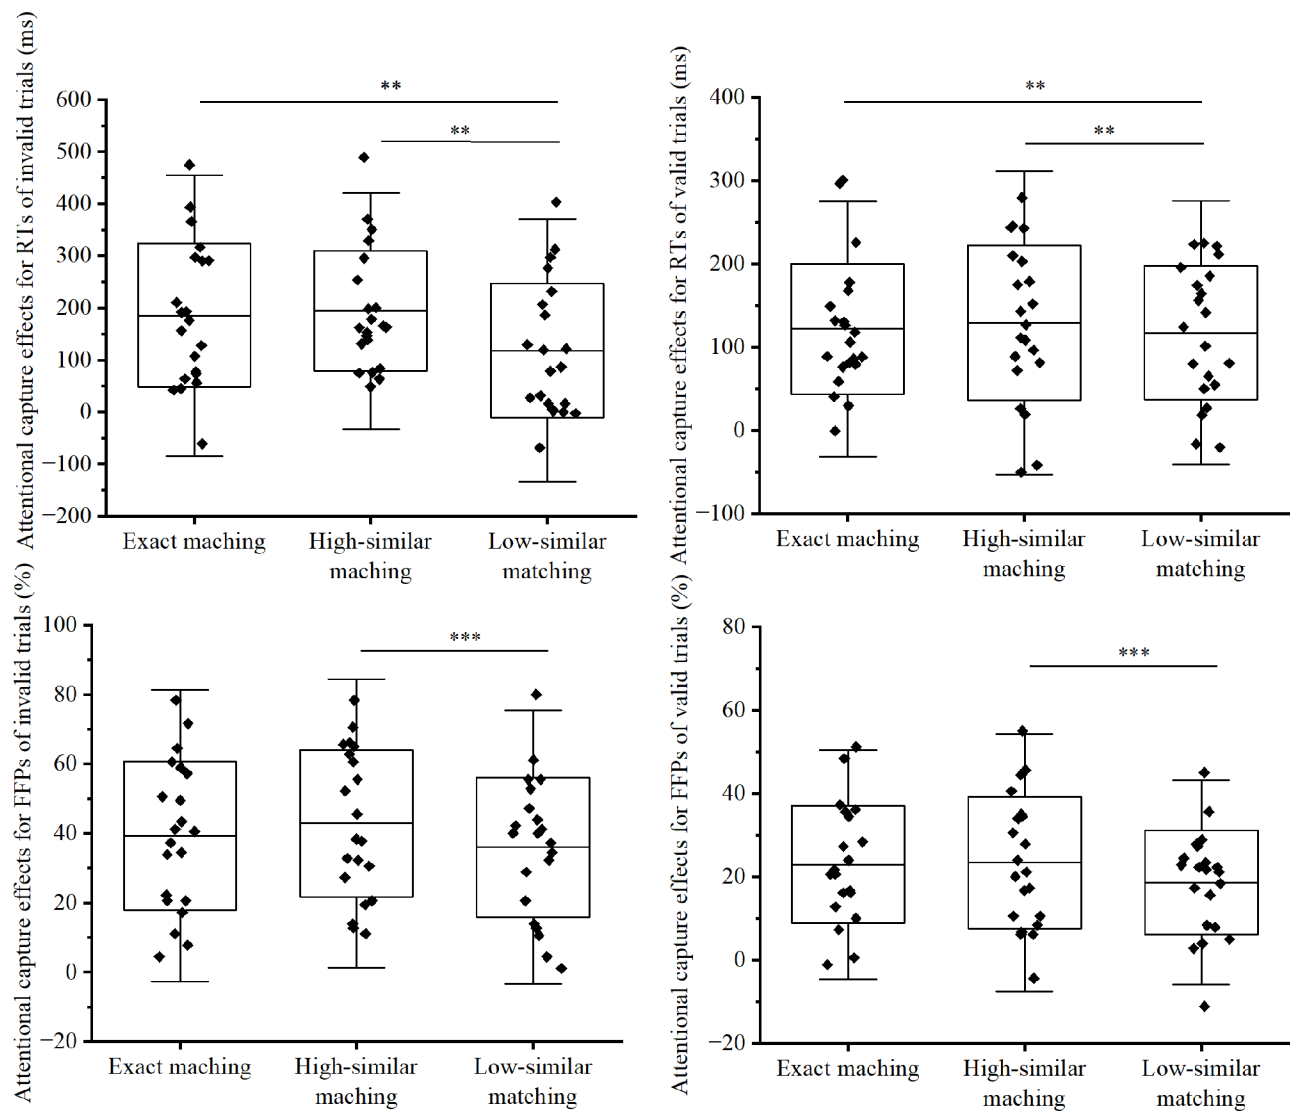 Attentional capture effects for RTs of invalid trials (ms)
600
500
400
300
200
100
0
−100
−200
**
**
Exact maching
High-similar
maching
Low-similar
matching
Attentional capture effects for RTs of valid trials (ms)
400
300
200
100
0
−100
**
**
Exact maching
High-similar
maching
Low-similar
matching
Attentional capture effects for FFPs of invalid trials (%)
100
80
60
40
20
0
−20
***
Exact maching
High-similar
maching
Low-similar
matching
Attentional capture effects for FFPs of valid trials (%)
80
60
40
20
0
−20
***
Exact maching
High-similar
maching
Low-similar
matching